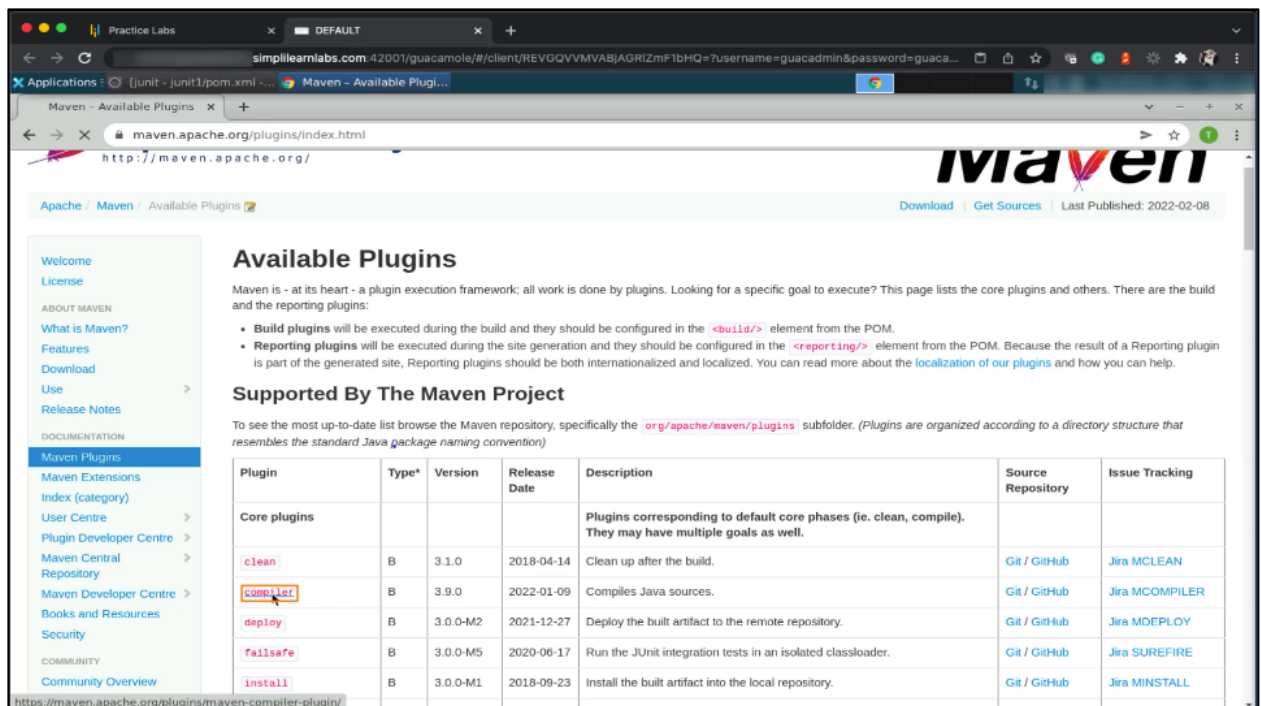 Practice Labs
DEFAULT
simplilearnlabs.com:42001/guacamole/#/client/REVGQVVMVABjAGRlZmF1bHQ=?username=guacadmin&password=guaca...
Applications
[junit - junit1/pom.xml -...
Maven – Available Plugi...
Maven – Available Plugins
maven.apache.org/plugins/index.html
T
http://maven.apache.org/
Maven
Apache / Maven / Available Plugins
Download | Get Sources | Last Published: 2022-02-08
Welcome
License
ABOUT MAVEN
What is Maven?
Features
Download
Use
Release Notes
DOCUMENTATION
Maven Plugins
Maven Extensions
Index (category)
User Centre
Plugin Developer Centre
Maven Central
Repository
Maven Developer Centre
Books and Resources
Security
COMMUNITY
Community Overview
Available Plugins
Maven is - at its heart - a plugin execution framework; all work is done by plugins. Looking for a specific goal to execute? This page lists the core plugins and others. There are the build
and the reporting plugins:
• Build plugins will be executed during the build and they should be configured in the <build/> element from the POM.
• Reporting plugins will be executed during the site generation and they should be configured in the <reporting/> element from the POM. Because the result of a Reporting plugin
is part of the generated site, Reporting plugins should be both internationalized and localized. You can read more about the localization of our plugins and how you can help.
Supported By The Maven Project
To see the most up-to-date list browse the Maven repository, specifically the org/apache/maven/plugins subfolder. (Plugins are organized according to a directory structure that
resembles the standard Java package naming convention)
Plugin Type* Version Release Date Description Source Repository Issue Tracking
Core plugins Plugins corresponding to default core phases (ie. clean, compile).
They may have multiple goals as well.
clean B 3.1.0 2018-04-14 Clean up after the build. Git / GitHub Jira MCLEAN
compiler B 3.9.0 2022-01-09 Compiles Java sources. Git / GitHub Jira MCOMPILER
deploy B 3.0.0-M2 2021-12-27 Deploy the built artifact to the remote repository. Git / GitHub Jira MDEPLOY
failsafe B 3.0.0-M5 2020-06-17 Run the JUnit integration tests in an isolated classloader. Git / GitHub Jira SUREFIRE
install B 3.0.0-M1 2018-09-23 Install the built artifact into the local repository. Git / GitHub Jira MINSTALL
https://maven.apache.org/plugins/maven-compiler-plugin/